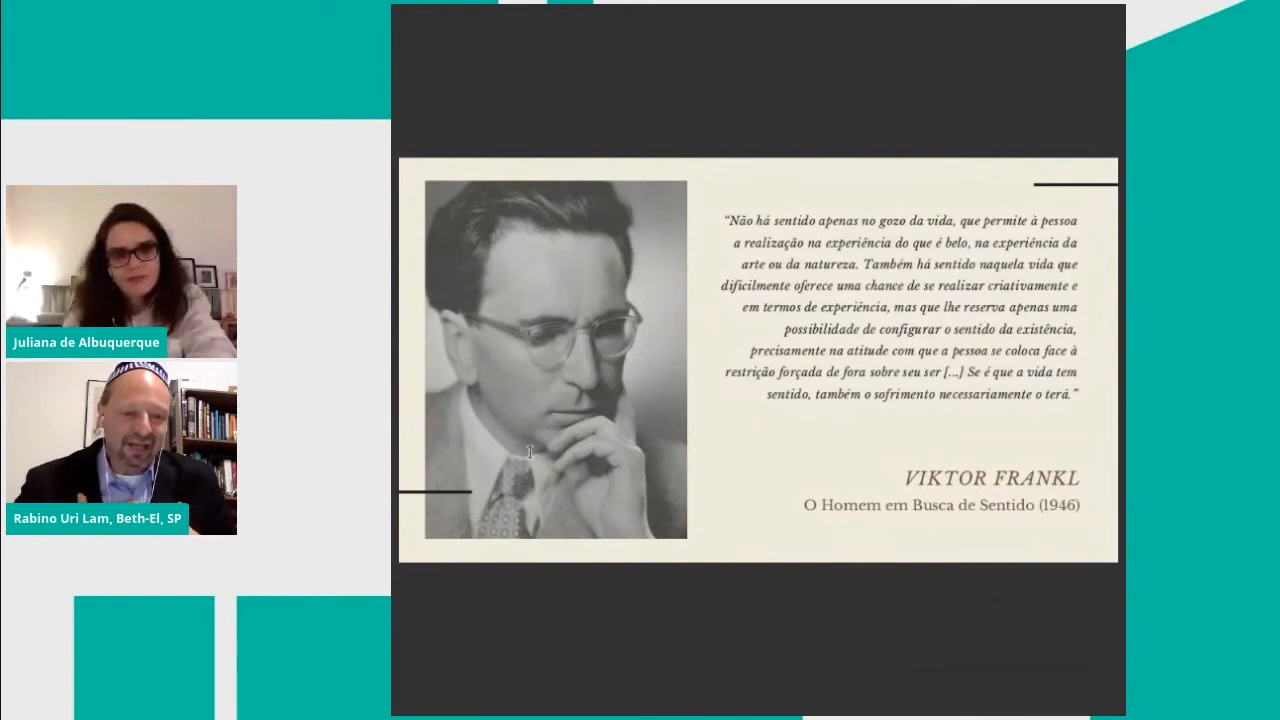 Juliana de Albuquerque
Rabino Uri Lam, Beth-El, SP
“Não há sentido apenas no gozo da vida, que permite à pessoa
a realização na experiência do que é belo, na experiência da
arte ou da natureza. Também há sentido naquela vida que
dificilmente oferece uma chance de se realizar criativamente e
em termos de experiência, mas que lhe reserva apenas uma
possibilidade de configurar o sentido da existência,
precisamente na atitude com que a pessoa se coloca face à
restrição forçada de fora sobre seu ser [...] Se é que a vida tem
sentido, também o sofrimento necessariamente o terá.”
VIKTOR FRANKL
O Homem em Busca de Sentido (1946)